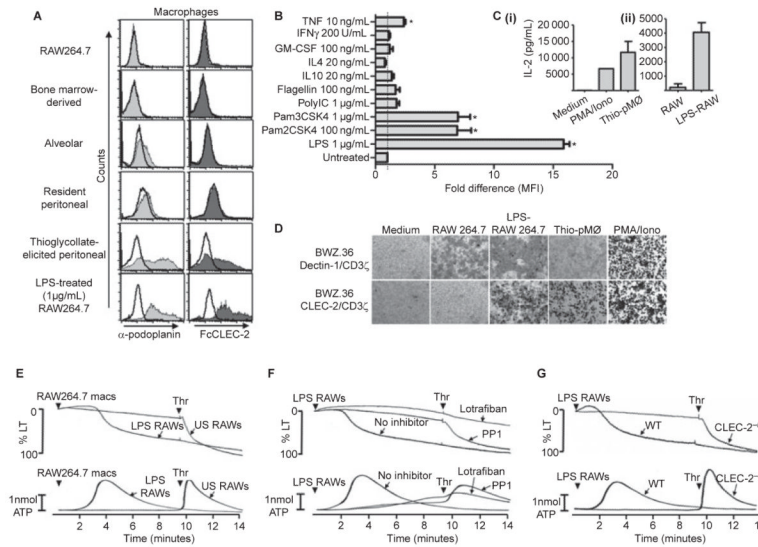 A
Macrophages
RAW264.7
Bone marrow-
derived
Alveolar
Resident
peritoneal
Thioglycollate-
elicited peritoneal
LPS-treated
(1µg/mL)
RAW264.7
Counts
α-podoplanin
FcCLEC-2
B
TNF 10 ng/mL
IFNγ 200 U/mL
GM-CSF 100 ng/mL
IL4 20 ng/mL
IL10 20 ng/mL
Flagellin 100 ng/mL
PolyIC 1 µg/mL
Pam3CSK4 1 µg/mL
Pam2CSK4 100 ng/mL
LPS 1 µg/mL
Untreated
*
*
*
*
0 5 10 15 20
Fold difference (MFI)
C (i)
IL-2
(pg/mL)
20 000
15 000
10 000
5000
0
Medium
PMA/Iono
Thio-pMØ
(ii)
5000
4000
3000
2000
1000
0
RAW
LPS-RAW
D
Medium
RAW 264.7
LPS-
RAW 264.7
Thio-pMØ
PMA/Iono
BWZ.36
Dectin-1/CD3ζ
BWZ.36
CLEC-2/CD3ζ
E
RAW264.7 macs
Thr
0
% LT
100
LPS RAWs
US RAWs
RAW264.7 macs
LPS
RAWs
Thr
US RAWs
1nmol
ATP
2 4 6 8 10 12 14
Time (minutes)
F
LPS RAWs
Thr
Lotrafiban
0
% LT
100
No inhibitor
PP1
LPS RAWs
No inhibitor
Thr
Lotrafiban
PP1
1nmol
ATP
2 4 6 8 10 12 14
Time (minutes)
G
LPS RAWs
Thr
0
% LT
100
WT
CLEC-2⁻
LPS RAWs
WT
Thr
CLEC-2⁻
1nmol
ATP
2 4 6 8 10 12 14
Time (minutes)